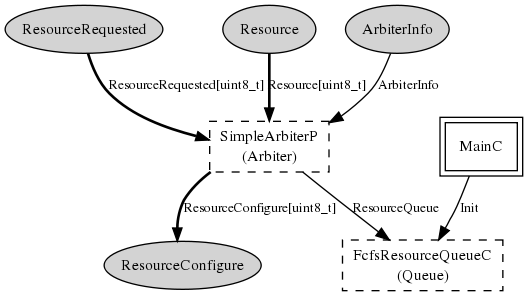 ResourceRequested
Resource
ArbiterInfo
ResourceRequested[uint8_t]
Resource[uint8_t]
ArbiterInfo
SimpleArbiterP
(Arbiter)
MainC
ResourceConfigure[uint8_t]
ResourceQueue
Init
ResourceConfigure
FcfsResourceQueueC
(Queue)